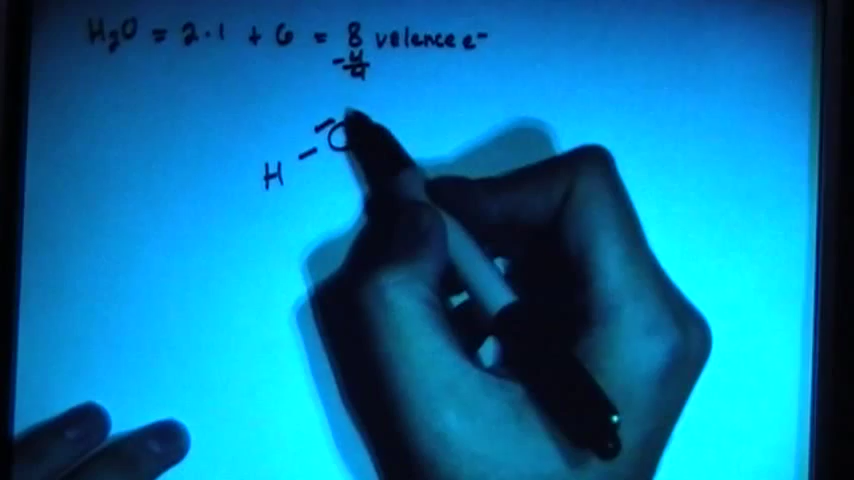 H₂O = 2·1 + 6 = 8 valence e⁻
-4
4
O
H